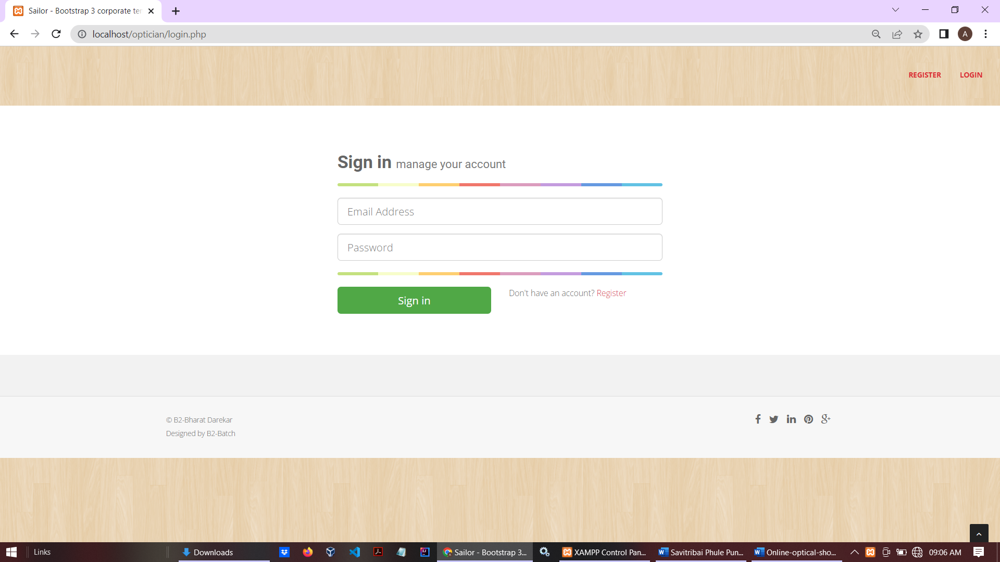 Sailor - Bootstrap 3 corporate ter
localhost/optician/login.php
A
REGISTER LOGIN
Sign in manage your account
Email Address
Password
Sign in
Don't have an account? Register
© B2-Bharat Darekar
Designed by B2-Batch
Links
Downloads
Sailor - Bootstrap 3...
XAMPP Control Pan...
Savitribai Phule Pun...
Online-optical-sho...
09:06 AM